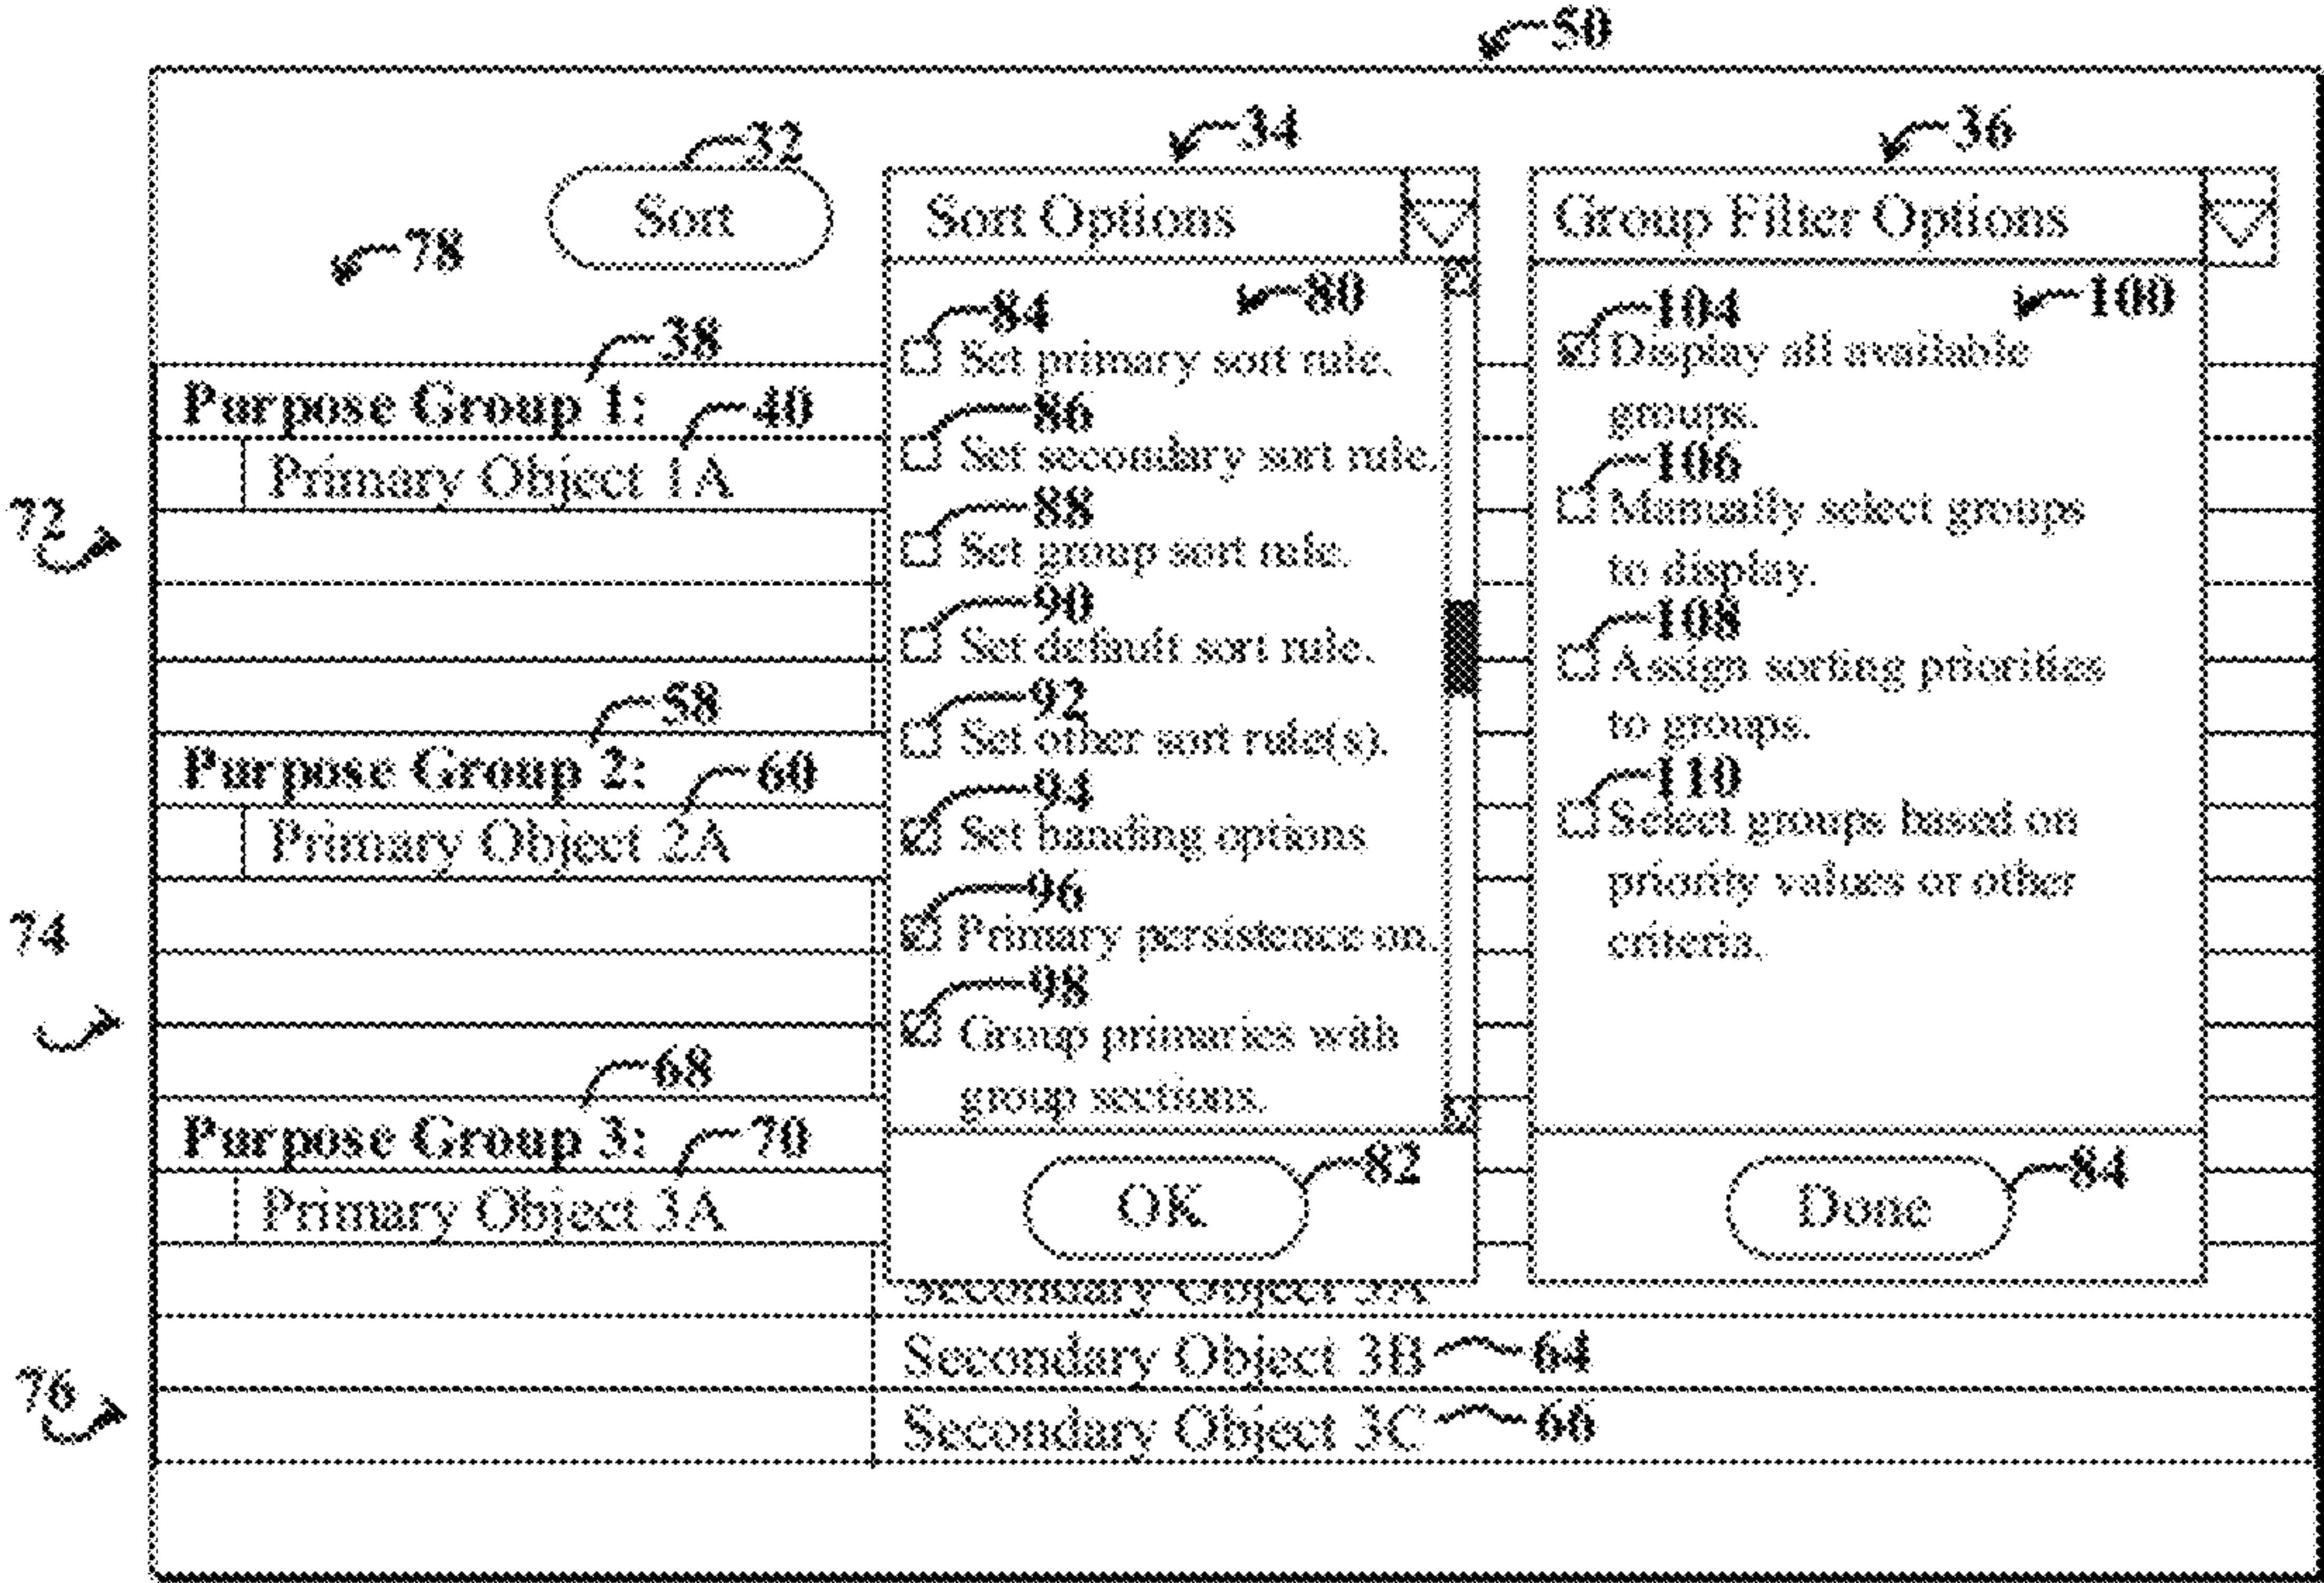 50
32
34
36
Sort
Sort Options
Group Filter Options
78
80
100
84
Set primary sort rule.
104
Display all available
groups.
38
Purpose Group 1:
40
86
Set secondary sort rule.
106
Manually select groups
to display.
Primary Object 1A
72
88
Set group sort rule.
90
Set default sort rule.
108
Assign sorting priorities
to groups.
58
Purpose Group 2:
60
92
Set other sort rule(s).
110
Select groups based on
priority values or other
criteria.
Primary Object 2A
94
Set banding options
74
96
Primary persistence on.
98
Group primaries with
group sections.
68
Purpose Group 3:
70
Primary Object 3A
OK
82
Done
84
Secondary Object 3A
Secondary Object 3B
64
76
Secondary Object 3C
66